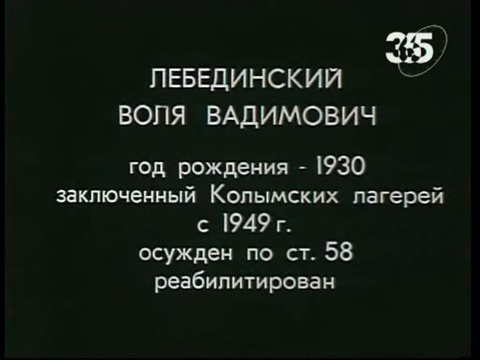 365
ЛЕБЕДИНСКИЙ
ВОЛЯ ВАДИМОВИЧ
год рождения - 1930
заключенный Колымских лагерей
с 1949 г.
осужден по ст. 58
реабилитирован